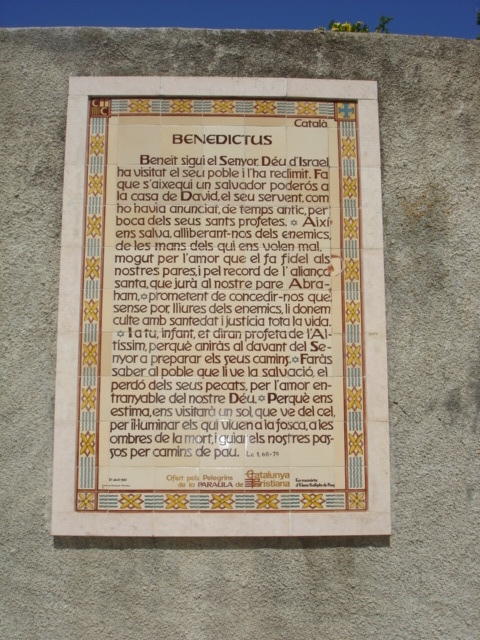 Català
BENEDICTUS
Beneit sigui el Senyor, Déu d'Israel,
ha visitat el seu poble i l'ha redimit. Fa
que s'aixequi un salvador poderós a
la casa de David, el seu servent, com
ho havia anunciat, de temps antic, per
boca dels seus sants profetes. * Així
ens salva, alliberant-nos dels enemics,
de les mans dels qui ens volen mal,
mogut per l'amor que el fa fidel als
nostres pares, i pel record de l'aliança
santa, que jurà al nostre pare Abra-
ham, * prometent de concedir-nos que
sense por, lliures dels enemics, li donem
culte amb santedat i justícia tota la vida.
* I a tu, infant, et diran profeta de l'Al-
tíssim, perquè aniràs al davant del Se-
nyor a preparar els seus camins. * Faràs
saber al poble que li ve la salvació, el
perdó dels seus pecats, per l'amor en-
tranyable del nostre Déu. * Perquè ens
estima, ens visitarà un sol que ve del cel,
per il·luminar els qui viuen a la fosca, a les
ombres de la mort, i guiar els nostres pas-
sos per camins de pau. Lc 1, 68-79
Ofert pels Pelegrins
de la PARAULA de
Catalunya
Cristiana